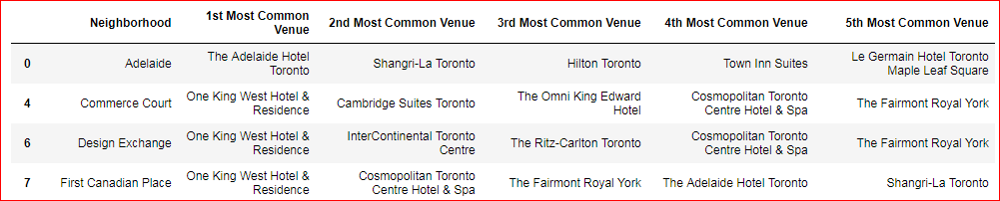 Neighborhood 1st Most Common Venue 2nd Most Common Venue 3rd Most Common Venue 4th Most Common Venue 5th Most Common Venue
0 Adelaide The Adelaide Hotel Toronto Shangri-La Toronto Hilton Toronto Town Inn Suites Le Germain Hotel Toronto Maple Leaf Square
4 Commerce Court One King West Hotel & Residence Cambridge Suites Toronto The Omni King Edward Hotel Cosmopolitan Toronto Centre Hotel & Spa The Fairmont Royal York
6 Design Exchange One King West Hotel & Residence InterContinental Toronto Centre The Ritz-Carlton Toronto Cosmopolitan Toronto Centre Hotel & Spa The Fairmont Royal York
7 First Canadian Place One King West Hotel & Residence Cosmopolitan Toronto Centre Hotel & Spa The Fairmont Royal York The Adelaide Hotel Toronto Shangri-La Toronto